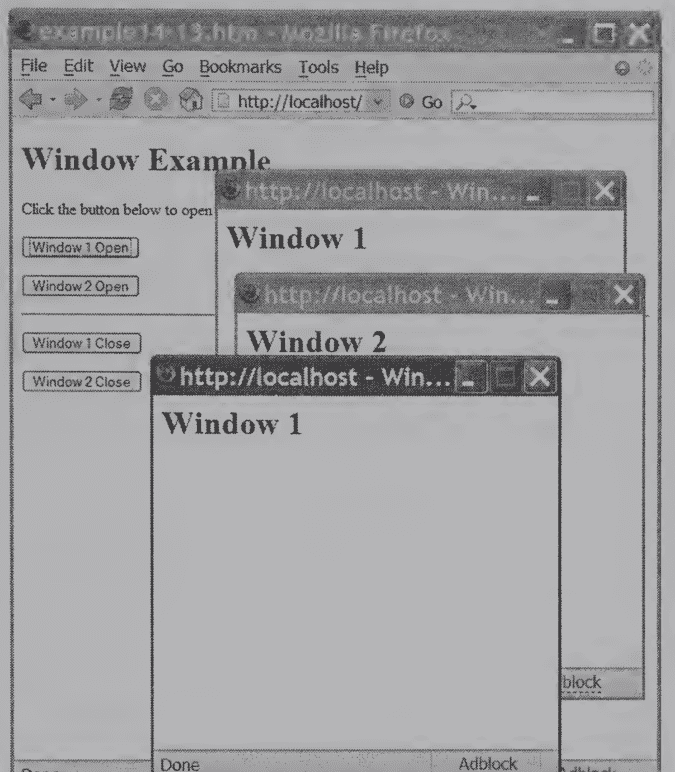 example14-13.htm - Mozilla Firefox
File Edit View Go Bookmarks Tools Help
http://localhost/ Go
Window Example
Click the button below to open
Window 1 Open
Window 2 Open
Window 1 Close
Window 2 Close
http://localhost - Win...
Window 1
http://localhost - Win...
Window 2
block
http://localhost - Win...
Window 1
Done Adblock